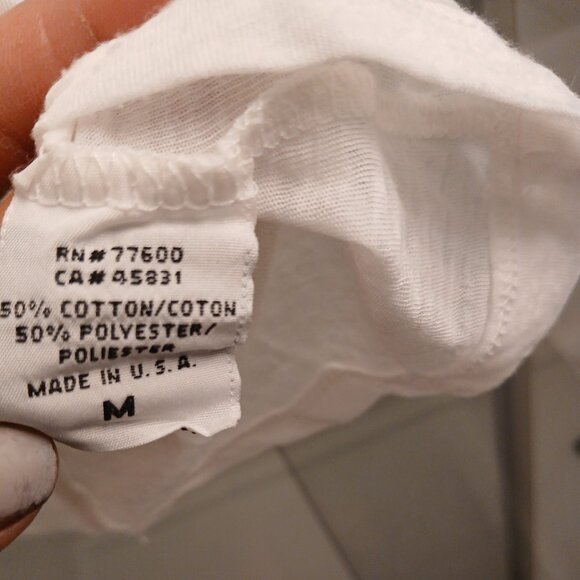 RN# 77600
CA# 45831
50% COTTON/COTON
50% POLYESTER/
POLIESTER
MADE IN U.S.A.
M